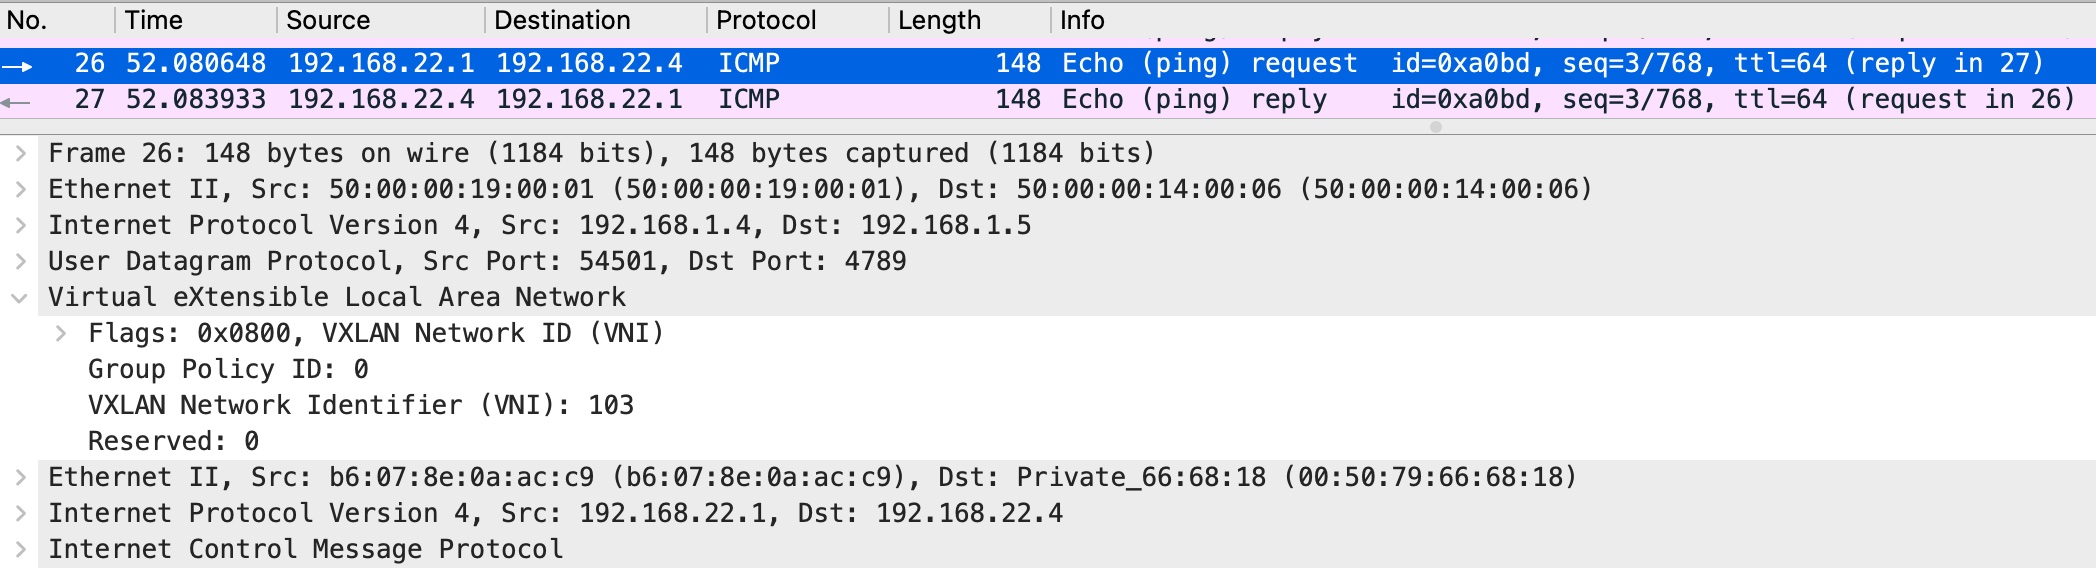 No. Time Source Destination Protocol Length Info
26 52.080648 192.168.22.1 192.168.22.4 ICMP 148 Echo (ping) request id=0xa0bd, seq=3/768, ttl=64 (reply in 27)
27 52.083933 192.168.22.4 192.168.22.1 ICMP 148 Echo (ping) reply id=0xa0bd, seq=3/768, ttl=64 (request in 26)
Frame 26: 148 bytes on wire (1184 bits), 148 bytes captured (1184 bits)
Ethernet II, Src: 50:00:00:19:00:01 (50:00:00:19:00:01), Dst: 50:00:00:14:00:06 (50:00:00:14:00:06)
Internet Protocol Version 4, Src: 192.168.1.4, Dst: 192.168.1.5
User Datagram Protocol, Src Port: 54501, Dst Port: 4789
Virtual eXtensible Local Area Network
Flags: 0x0800, VXLAN Network ID (VNI)
Group Policy ID: 0
VXLAN Network Identifier (VNI): 103
Reserved: 0
Ethernet II, Src: b6:07:8e:0a:ac:c9 (b6:07:8e:0a:ac:c9), Dst: Private_66:68:18 (00:50:79:66:68:18)
Internet Protocol Version 4, Src: 192.168.22.1, Dst: 192.168.22.4
Internet Control Message Protocol